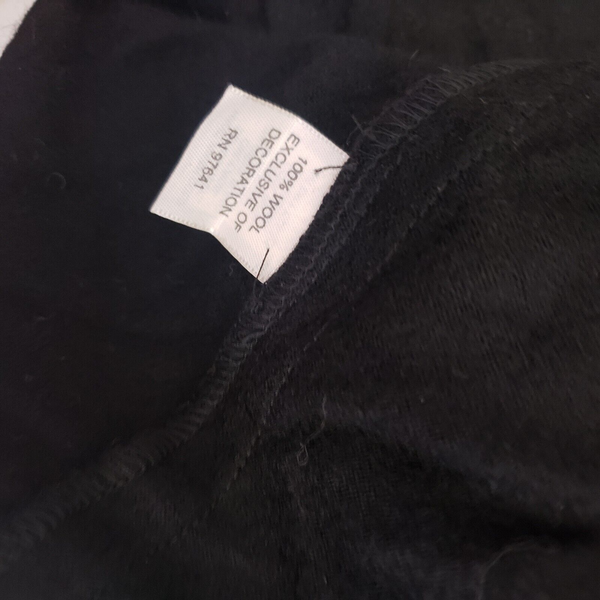 100% WOOL
EXCLUSIVE OF
DECORATION
RN 97641